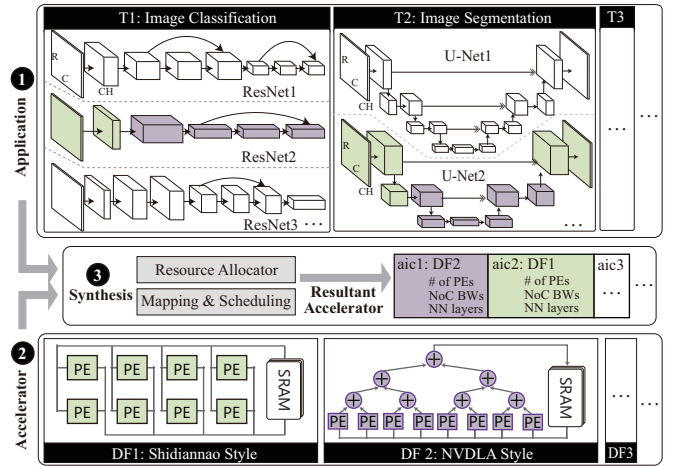 T1: Image Classification
T2: Image Segmentation
T3
1
Application
R
C
CH
ResNet1
ResNet2
ResNet3
...
R
C
CH
U-Net1
R
C
CH
U-Net2
...
... ...
3
Synthesis
Resource Allocator
Mapping & Scheduling
Resultant
Accelerator
aic1: DF2
# of PEs
NoC BWs
NN layers
aic2: DF1
# of PEs
NoC BWs
NN layers
aic3
... ...
2
Accelerator
PE PE PE PE
PE PE PE PE
SRAM
DF1: Shidiannao Style
+
+ +
+ + + +
PE PE PE PE PE PE PE PE
SRAM
DF 2: NVDLA Style
... ...
DF3